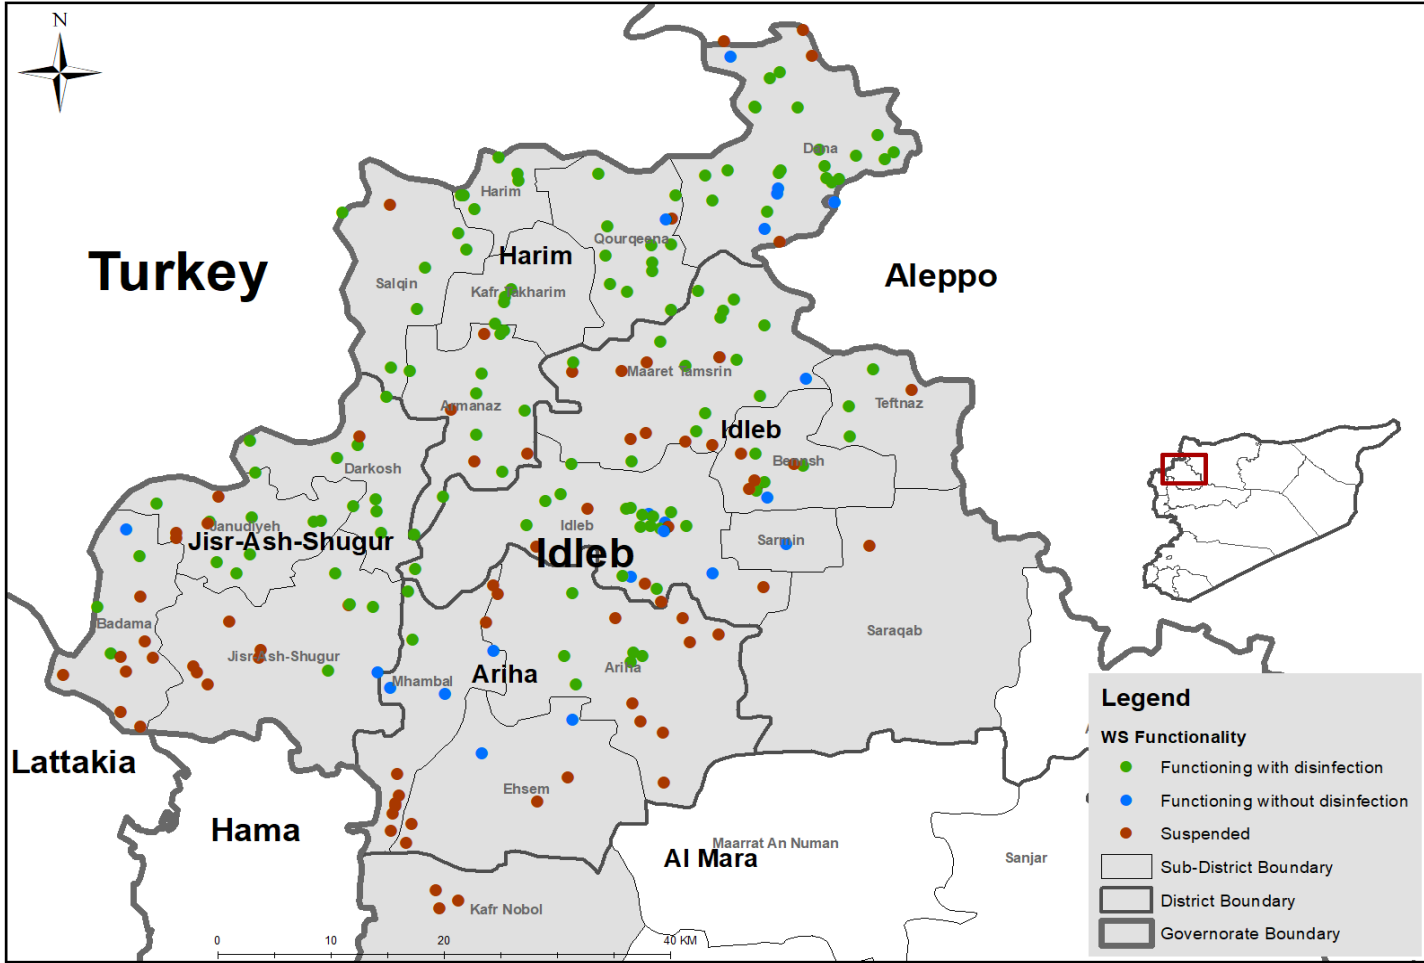 N
Dana
Harim
Qourqeena
Harim
Turkey
Aleppo
Salqin
Kafr Takharim
Maaret Tamsrin
Teftnaz
Armanaz
Idleb
Bennsh
Darkosh
Janudiyeh
Idleb
Jisr-Ash-Shugur
Idleb
Sarmin
Badama
Saraqab
Jisr-Ash-Shugur
Ariha
Mhambal
Ariha
Lattakia
Ehsem
Hama
Maarrat An Numan
Al Mara
Sanjar
Kafr Nobol
0 10 20 40 KM
Legend
WS Functionality
Functioning with disinfection
Functioning without disinfection
Suspended
Sub-District Boundary
District Boundary
Governorate Boundary